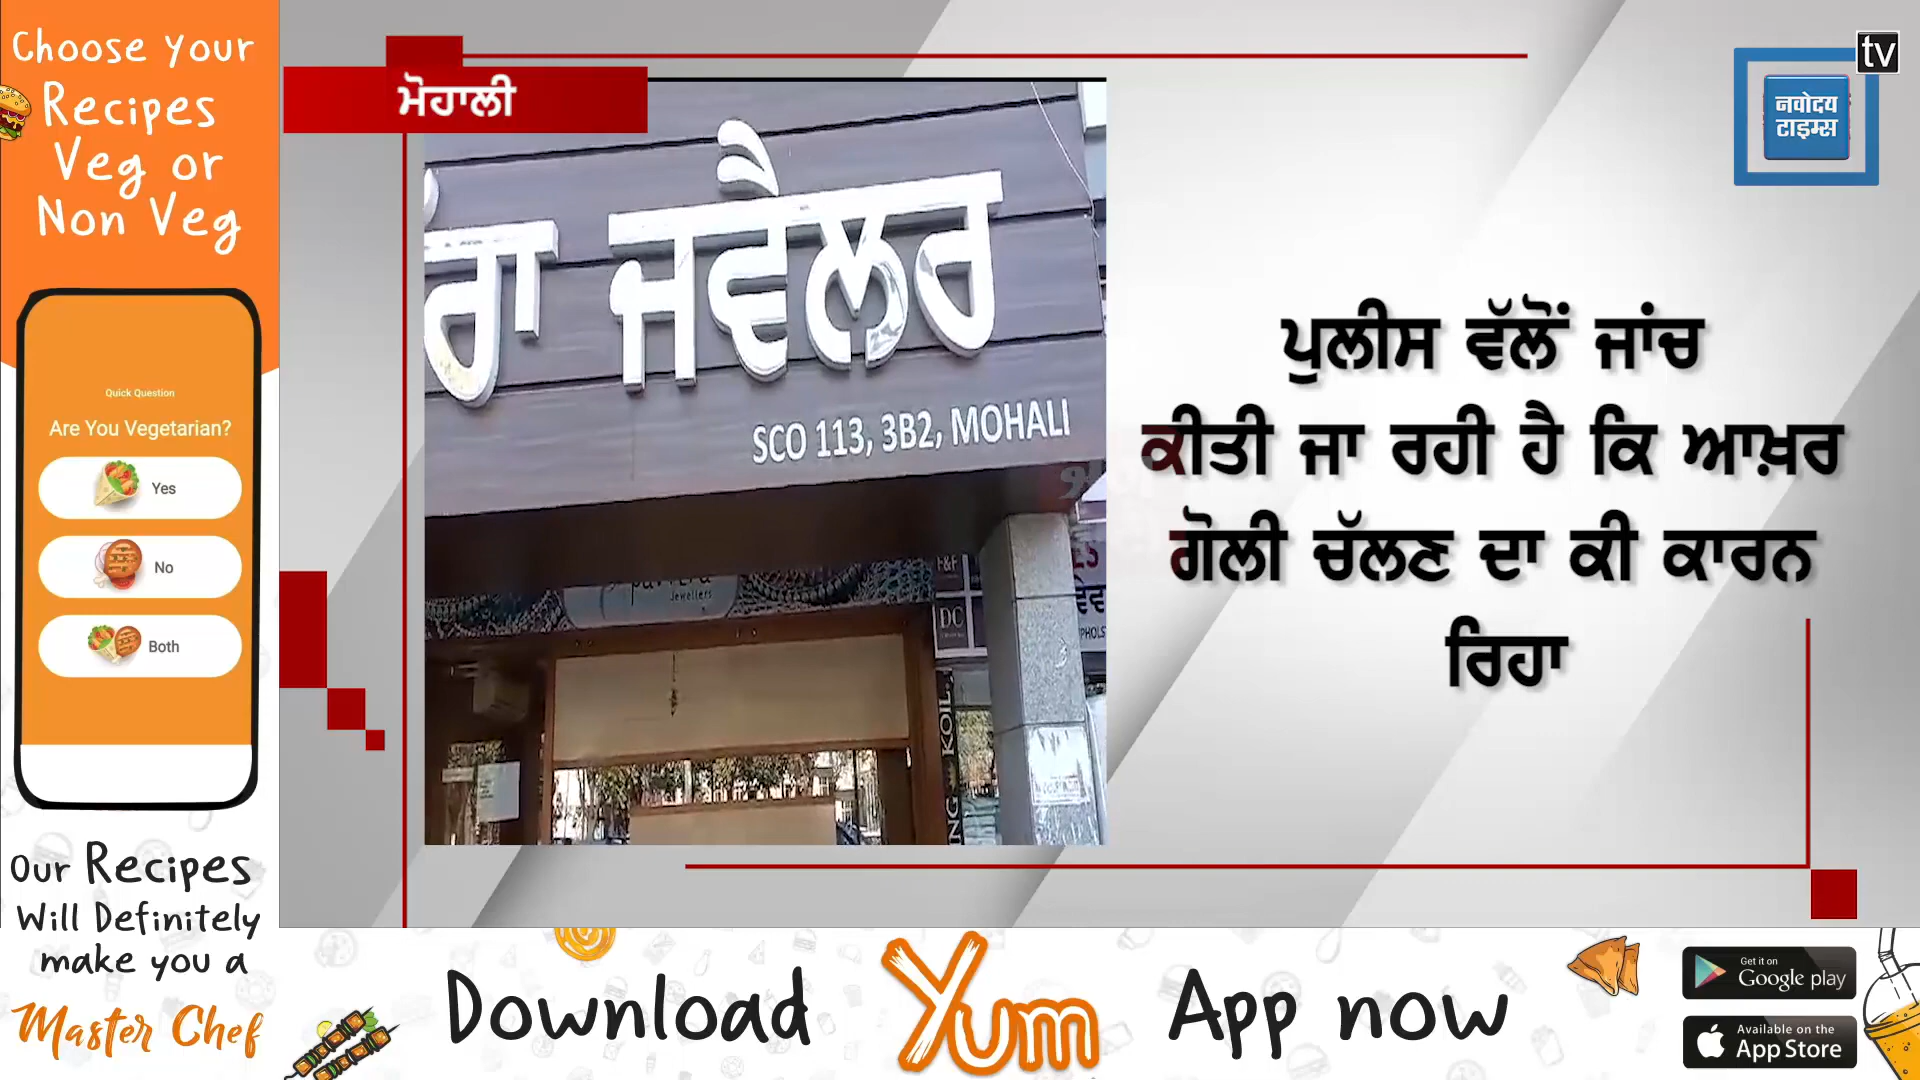 Choose Your
Recipes
Veg or
Non Veg
Quick Question
Are You Vegetarian?
Yes
No
Both
Our Recipes
Will Definitely
make you a
Master Chef
ਮੋਹਾਲੀ
ਜਵੈਲਰ
SCO 113, 3B2, MOHALI
Jewellers
F&F
DC
KOIL
tv
नवोदय
टाइम्स
ਪੁਲੀਸ ਵੱਲੋਂ ਜਾਂਚ
ਕੀਤੀ ਜਾ ਰਹੀ ਹੈ ਕਿ ਆਖ਼ਰ
ਗੋਲੀ ਚੱਲਣ ਦਾ ਕੀ ਕਾਰਨ
ਰਿਹਾ
Download Yum App now
Get it on
Google play
Available on the
App Store